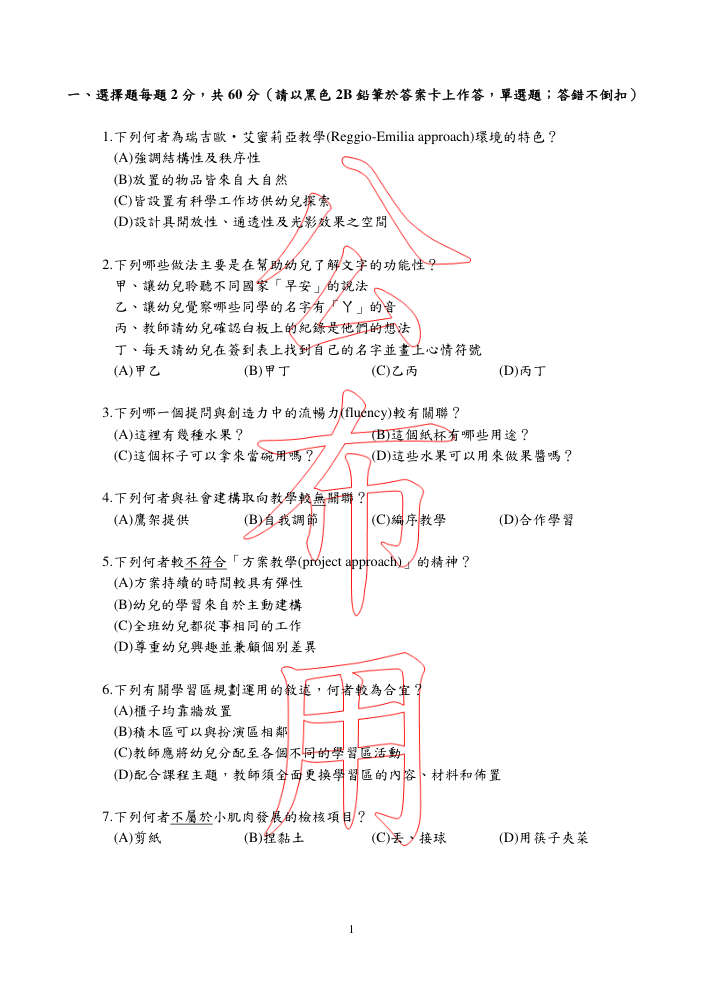 一、選擇題每題 2 分，共 60 分（請以黑色 2B 鉛筆於答案卡上作答，單選題；答錯不倒扣）
1.下列何者為瑞吉歐‧艾蜜莉亞教學(Reggio-Emilia approach)環境的特色？
(A)強調結構性及秩序性
(B)放置的物品皆來自大自然
(C)皆設置有科學工作坊供幼兒探索
(D)設計具開放性、通透性及光影效果之空間
2.下列哪些做法主要是在幫助幼兒了解文字的功能性？
甲、讓幼兒聆聽不同國家「早安」的說法
乙、讓幼兒覺察哪些同學的名字有「ㄚ」的音
丙、教師請幼兒確認白板上的紀錄是他們的想法
丁、每天請幼兒在簽到表上找到自己的名字並畫上心情符號
(A)甲乙 (B)甲丁 (C)乙丙 (D)丙丁
3.下列哪一個提問與創造力中的流暢力(fluency)較有關聯？
(A)這裡有幾種水果？ (B)這個紙杯有哪些用途？
(C)這個杯子可以拿來當碗用嗎？ (D)這些水果可以用來做果醬嗎？
4.下列何者與社會建構取向教學較無關聯？
(A)鷹架提供 (B)自我調節 (C)編序教學 (D)合作學習
5.下列何者較不符合「方案教學(project approach)」的精神？
(A)方案持續的時間較具有彈性
(B)幼兒的學習來自於主動建構
(C)全班幼兒都從事相同的工作
(D)尊重幼兒興趣並兼顧個別差異
6.下列有關學習區規劃運用的敘述，何者較為合宜？
(A)櫃子均靠牆放置
(B)積木區可以與扮演區相鄰
(C)教師應將幼兒分配至各個不同的學習區活動
(D)配合課程主題，教師須全面更換學習區的內容、材料和佈置
7.下列何者不屬於小肌肉發展的檢核項目？
(A)剪紙 (B)捏黏土 (C)丟、接球 (D)用筷子夾菜
公布用
1